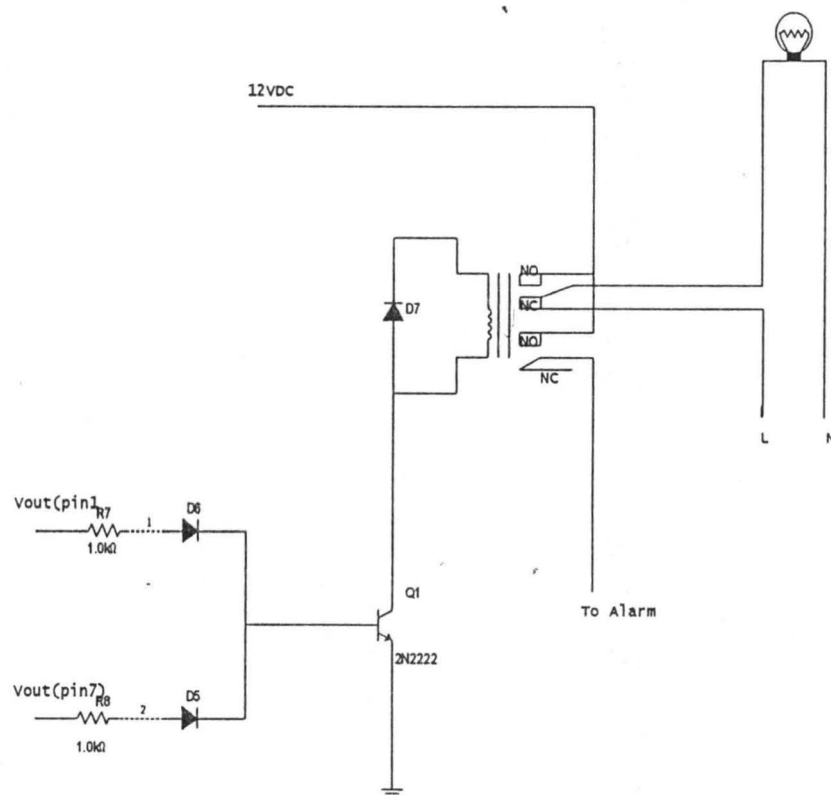 12VDC
NO
D7
NC
NO
NC
L
N
Vout(pin1
R7
1
D6
1.0kΩ
Q1
To Alarm
2N2222
Vout(pin7)
R8
2
D5
1.0kΩ